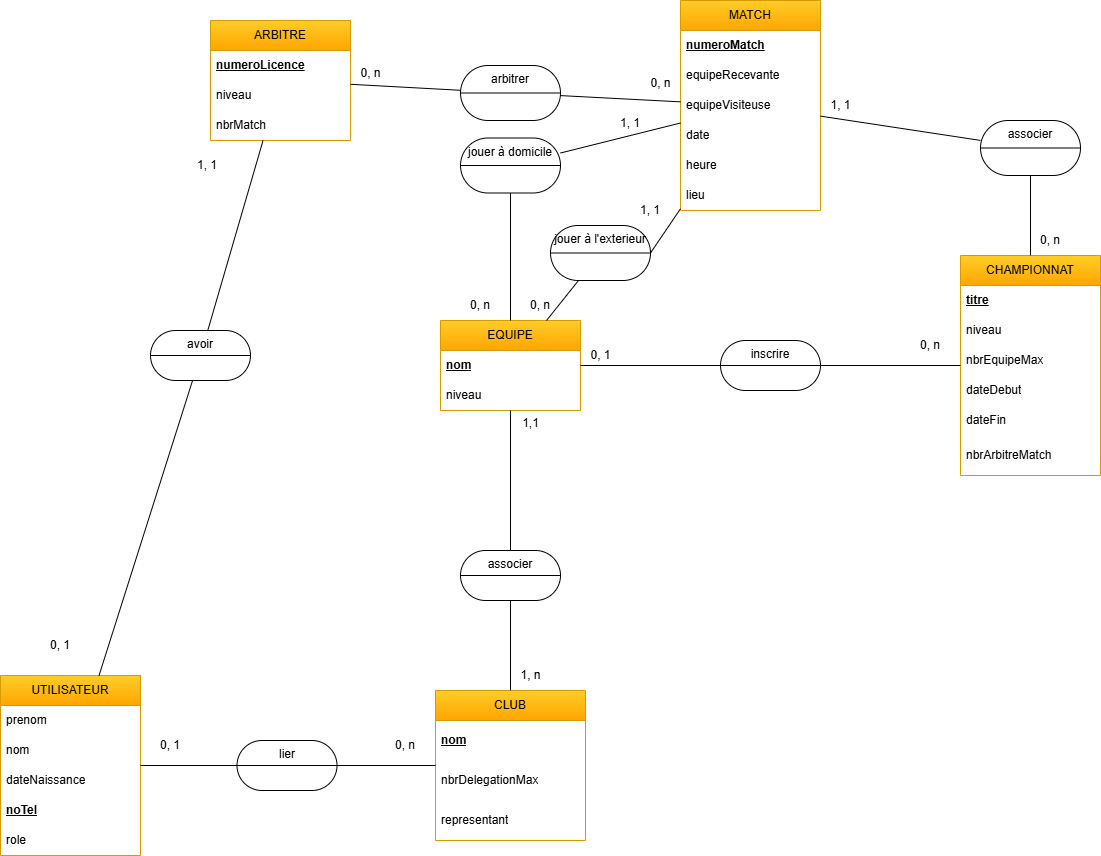 ARBITRE
numeroLicence
niveau
nbrMatch
MATCH
numeroMatch
equipeRecevante
equipeVisiteuse
date
heure
lieu
0, n
arbitrer
0, n
1, 1
jouer à domicile
0, n
1, 1
jouer à l'exterieur
0, n
1, 1
associer
0, n
CHAMPIONNAT
titre
niveau
nbrEquipeMax
dateDebut
dateFin
nbrArbitreMatch
EQUIPE
nom
niveau
0, 1
inscrire
0, n
1, 1
avoir
0, 1
1,1
associer
1, n
UTILISATEUR
prenom
nom
dateNaissance
noTel
role
0, 1
lier
0, n
CLUB
nom
nbrDelegationMax
representant